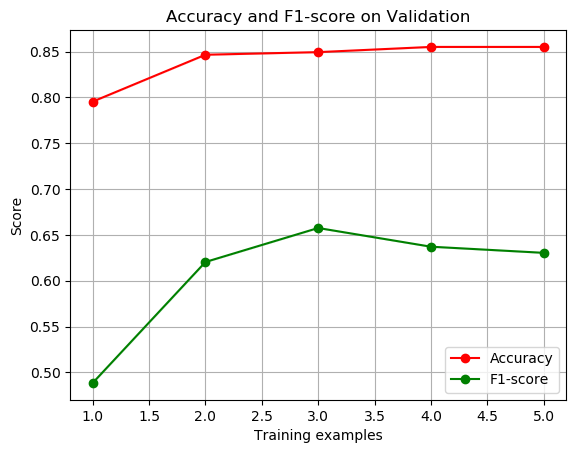 Accuracy and F1-score on Validation
0.85
0.80
0.75
0.70
0.65
0.60
0.55
0.50
Score
Accuracy
F1-score
1.0 1.5 2.0 2.5 3.0 3.5 4.0 4.5 5.0
Training examples